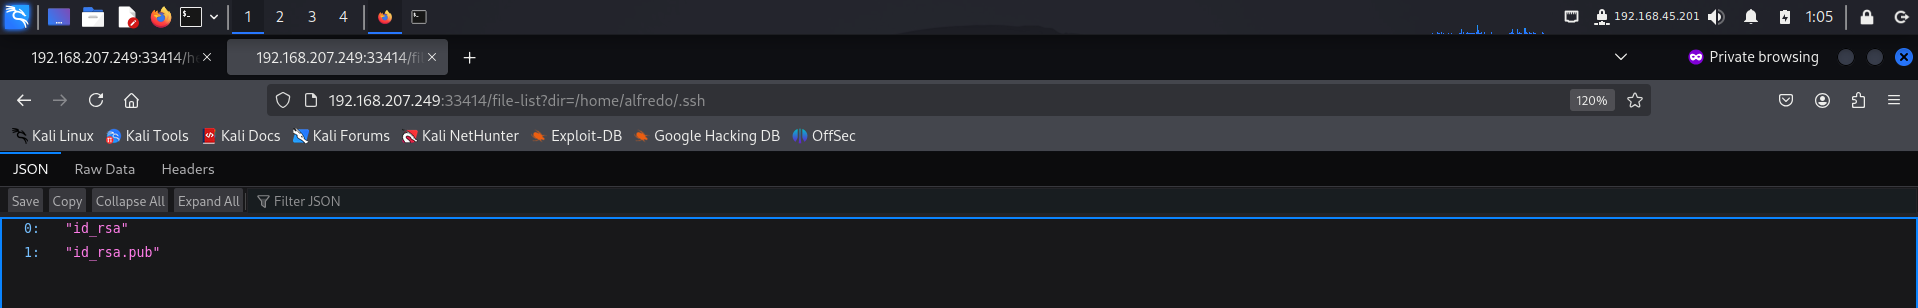 1 2 3 4 192.168.45.201 1:05
192.168.207.249:33414/he 192.168.207.249:33414/fil Private browsing
192.168.207.249:33414/file-list?dir=/home/alfredo/.ssh 120%
Kali Linux Kali Tools Kali Docs Kali Forums Kali NetHunter Exploit-DB Google Hacking DB OffSec
JSON Raw Data Headers
Save Copy Collapse All Expand All Filter JSON
0: "id_rsa"
1: "id_rsa.pub"